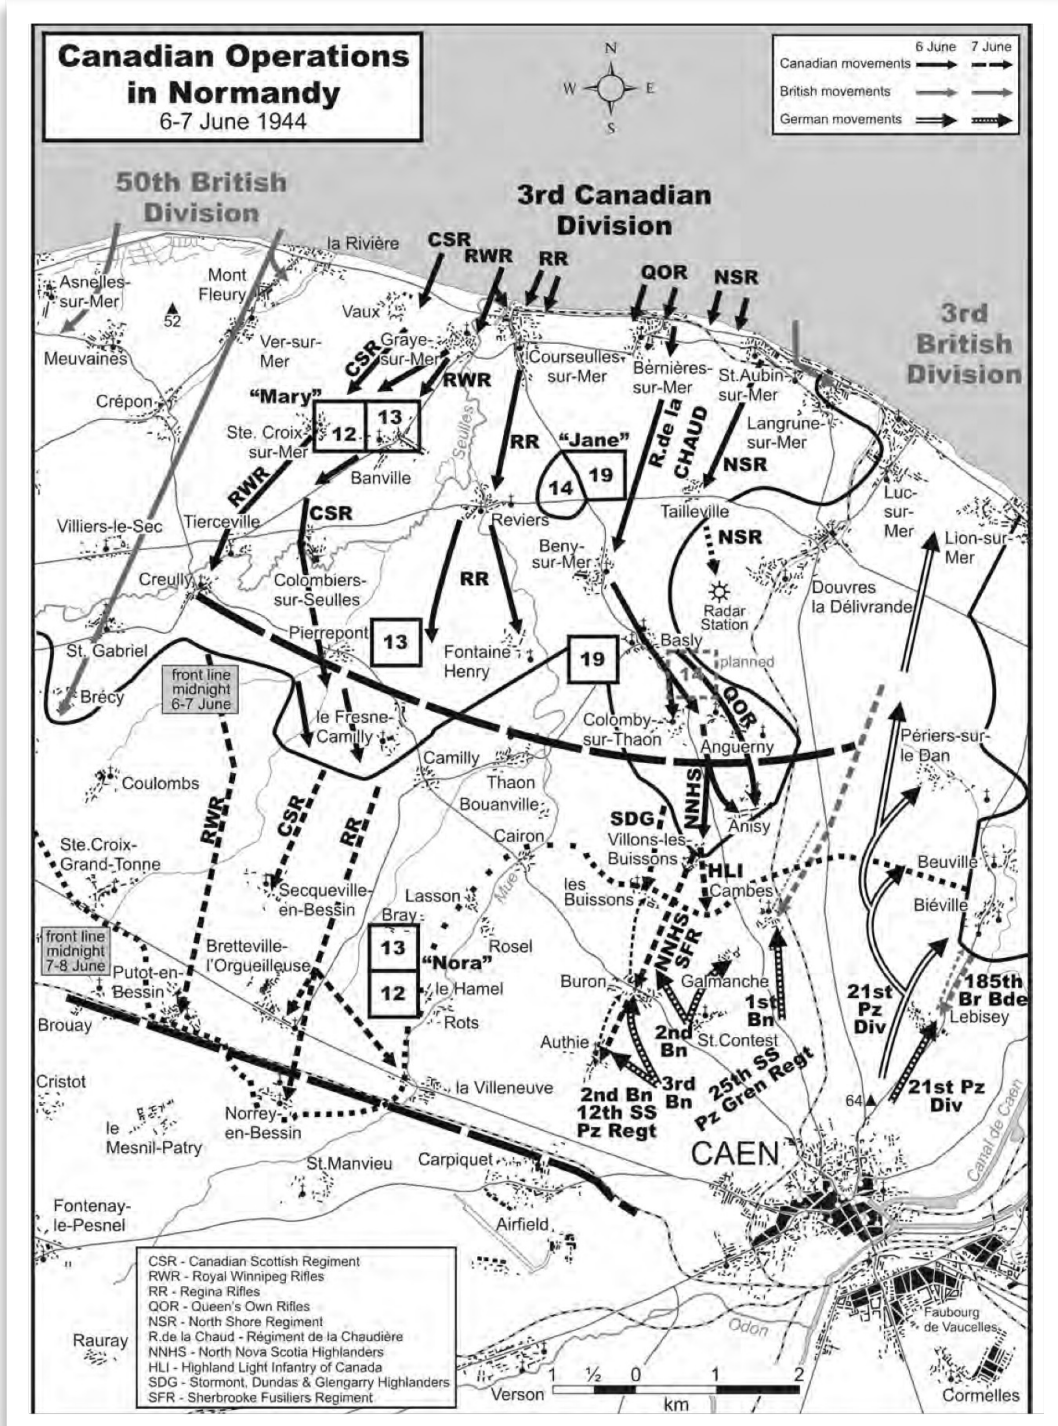 Canadian Operations
in Normandy
6-7 June 1944
N
W
E
S
6 June
7 June
Canadian movements
British movements
German movements
50th British
Division
3rd Canadian
Division
3rd
British
Division
CSR
RWR
RR
QOR
NSR
la Rivière
Asnelles-
sur-Mer
Mont
Fleury
52
Vaux
Graye-
sur-Mer
Meuvaines
Ver-sur-
Mer
CSR
RWR
Courseulles-
sur-Mer
Bernières-
sur-Mer
St.Aubin-
sur-Mer
Crépon
"Mary"
12
13
Ste. Croix-
sur-Mer
Banville
Seulles
RR
"Jane"
14
19
R.de la
CHAUD
NSR
Langrune-
sur-Mer
Luc-
sur-
Mer
Lion-sur-
Mer
RWR
CSR
Villiers-le-Sec
Tierceville
Reviers
Tailleville
NSR
Beny-
sur-Mer
Creully
Colombiers-
sur-Seulles
RR
Radar
Station
Douvres
la Délivrande
St. Gabriel
Pierrepont
13
Fontaine
Henry
19
Basly
planned
14
QOR
front line
midnight
6-7 June
Brécy
le Fresne-
Camilly
Colomby-
sur-Thaon
Anguerny
Périers-sur-
le Dan
Coulombs
Camilly
Thaon
Bouanville
NNHS
RWR
CSR
RR
SDG
Anisy
Cairon
Villons-les-
Buissons
Ste.Croix-
Grand-Tonne
HLI
Cambes
Beuville
Secqueville-
en-Bessin
Lasson
Mue
les
Buissons
Biéville
Bray
13
12
"Nora"
Rosel
NNHS
SFR
front line
midnight
7-8 June
Bretteville-
l'Orgueilleuse
Putot-en-
Bessin
le Hamel
Rots
Buron
Galmanche
1st
Bn
21st
Pz
Div
185th
Br Bde
Lebisey
Brouay
Authie
2nd
Bn
St.Contest
Cristot
la Villeneuve
3rd
Bn
25th SS
Pz Gren Regt
2nd Bn
12th SS
Pz Regt
64
21st Pz
Div
le
Mesnil-Patry
Norrey-
en-Bessin
St.Manvieu
Carpiquet
CAEN
Canal de Caen
Fontenay-
le-Pesnel
Airfield
CSR - Canadian Scottish Regiment
RWR - Royal Winnipeg Rifles
RR - Regina Rifles
QOR - Queen's Own Rifles
NSR - North Shore Regiment
R.de la Chaud - Régiment de la Chaudière
NNHS - North Nova Scotia Highlanders
HLI - Highland Light Infantry of Canada
SDG - Stormont, Dundas & Glengarry Highlanders
SFR - Sherbrooke Fusiliers Regiment
Rauray
Odon
Faubourg
de Vaucelles
Verson
1 ½ 0 1 2
km
Cormelles